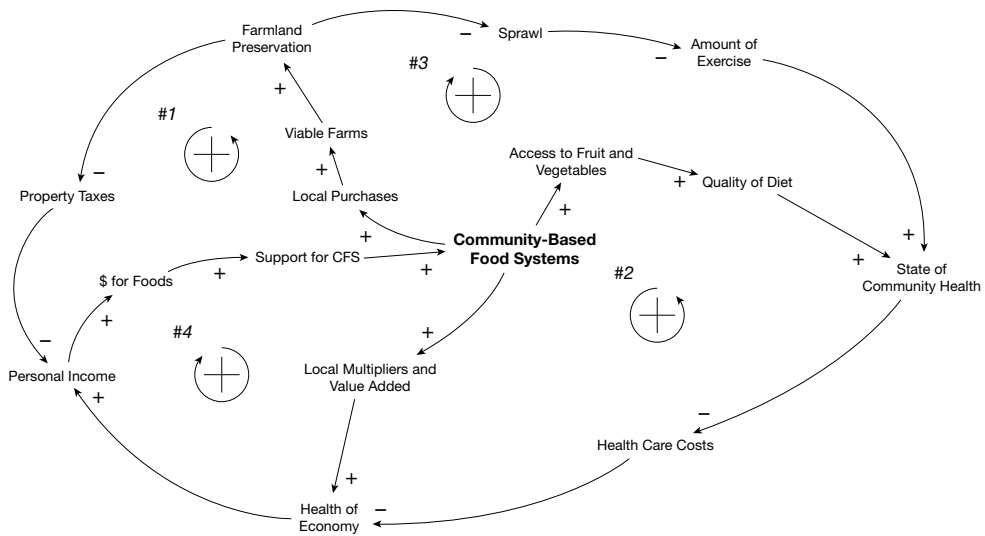 Farmland
Preservation
−
Sprawl
−
Amount of
Exercise
#3
+
#1
Viable Farms
+
−
Property Taxes
Local Purchases
+
Access to Fruit and
Vegetables
+
Quality of Diet
+
Community-Based
Food Systems
+
+
State of
Community Health
Support for CFS
+
+
$ for Foods
+
#2
−
Personal Income
+
#4
+
Local Multipliers and
Value Added
−
Health Care Costs
+
Health of
Economy
−